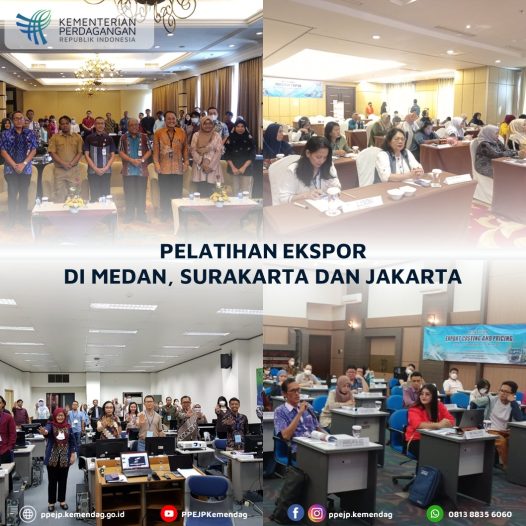 KEMENTERIAN
PERDAGANGAN
REPUBLIK INDONESIA
PELATIHAN EKSPOR
DI MEDAN, SURAKARTA DAN JAKARTA
EXPORT COSTING AND PRICING
ppejp.kemendag.go.id
PPEJPKemendag
ppejp.kemendag
0813 8835 6060